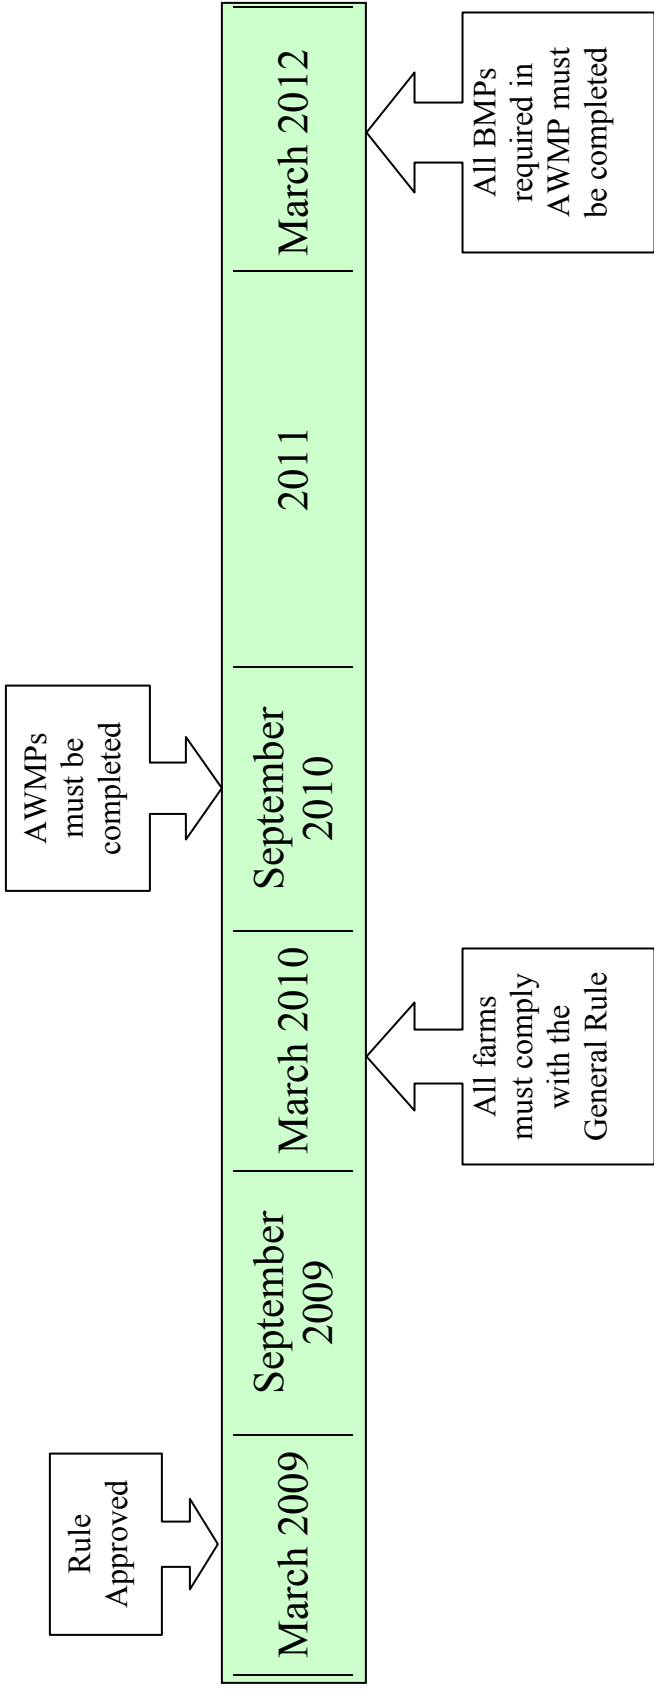 Rule
Approved
AWMPs
must be
completed
March 2009
September
2009
March 2010
September
2010
2011
March 2012
All farms
must comply
with the
General Rule
All BMPs
required in
AWMP must
be completed